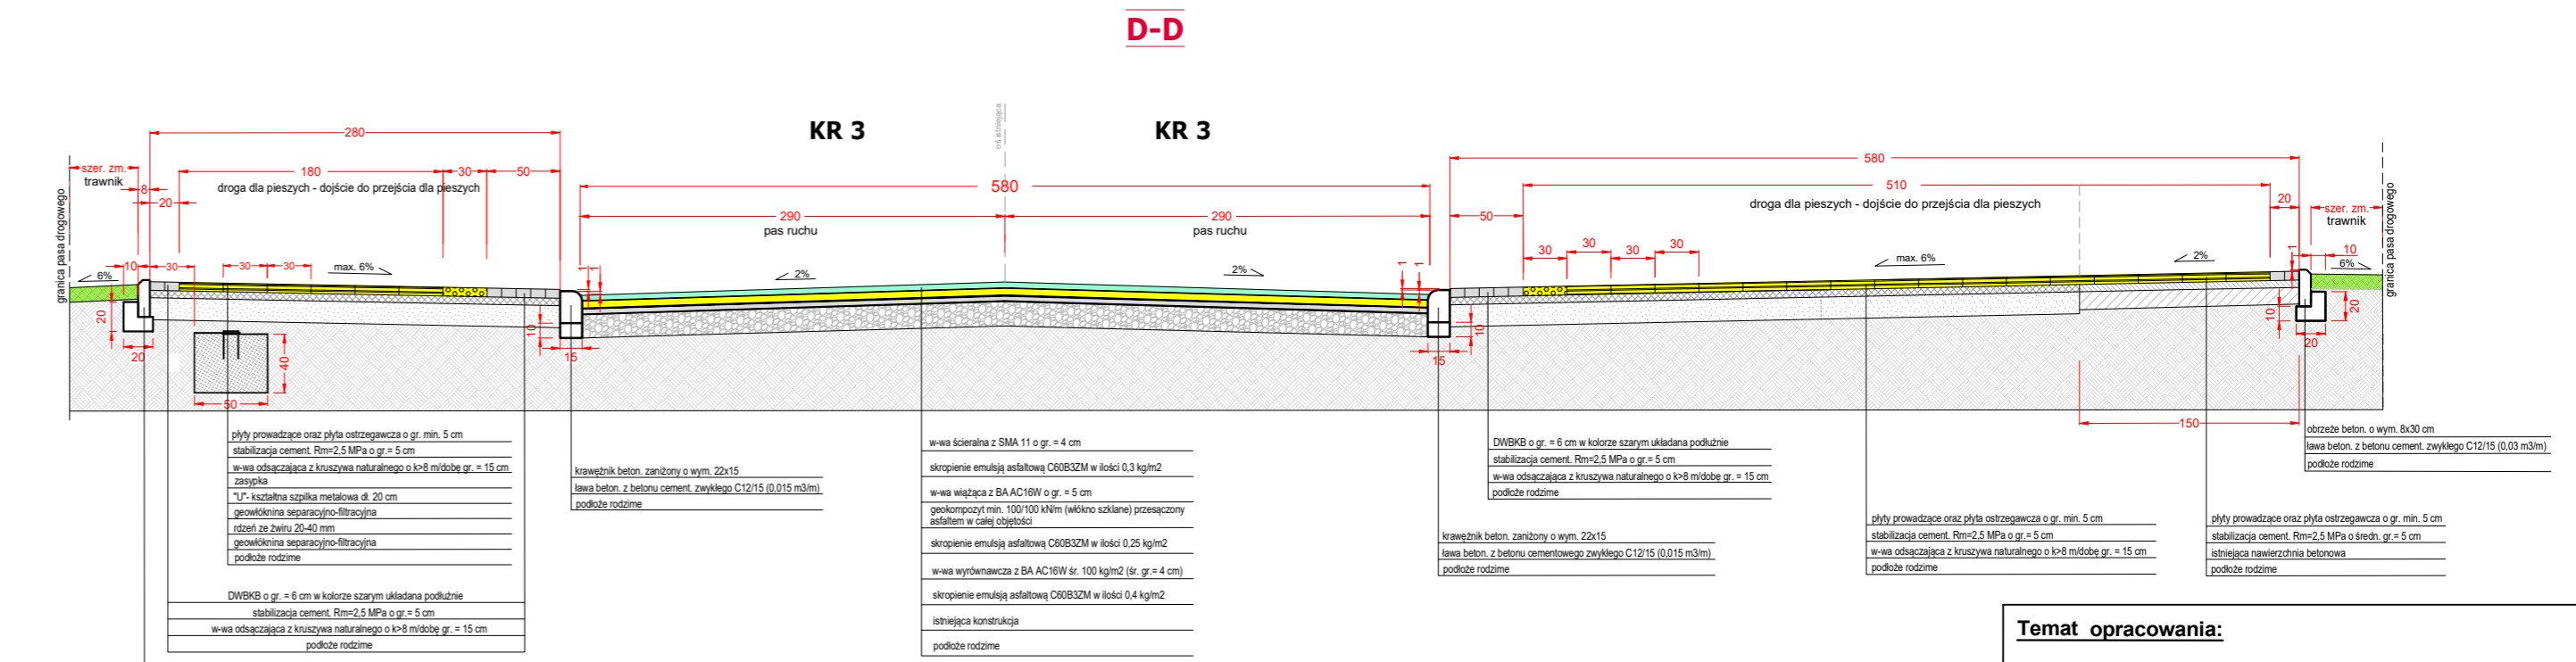 D-D
KR 3
KR 3
oś istniejąca
280
580
szer. zm.
trawnik
8
180
30
50
droga dla pieszych - dojście do przejścia dla pieszych
20
580
290
290
pas ruchu
pas ruchu
510
droga dla pieszych - dojście do przejścia dla pieszych
50
20
szer. zm.
trawnik
granica pasa drogowego
granica pasa drogowego
6%
10
30
30
30
max. 6%
1
1
2%
2%
1
1
30
30
30
30
max. 6%
2%
1
10
6%
20
20
10
15
40
50
10
15
10
20
20
150
płyty prowadzące oraz płyta ostrzegawcza o gr. min. 5 cm
stabilizacja cement. Rm=2,5 MPa o gr.= 5 cm
w-wa odsączająca z kruszywa naturalnego o k>8 m/dobę gr. = 15 cm
zasypka
"U"- kształtna szpilka metalowa dł. 20 cm
geowłóknina separacyjno-filtracyjna
rdzeń ze żwiru 20-40 mm
geowłóknina separacyjno-filtracyjna
podłoże rodzime
DWBKB o gr. = 6 cm w kolorze szarym układana podłużnie
stabilizacja cement. Rm=2,5 MPa o gr.= 5 cm
w-wa odsączająca z kruszywa naturalnego o k>8 m/dobę gr. = 15 cm
podłoże rodzime
krawężnik beton. zaniżony o wym. 22x15
ława beton. z betonu cement. zwykłego C12/15 (0,015 m3/m)
podłoże rodzime
w-wa ścieralna z SMA 11 o gr. = 4 cm
skropienie emulsją asfaltową C60B3ZM w ilości 0,3 kg/m2
w-wa wiążąca z BA AC16W o gr. = 5 cm
geokompozyt min. 100/100 kN/m (włókno szklane) przesączony
asfaltem w całej objętości
skropienie emulsją asfaltową C60B3ZM w ilości 0,25 kg/m2
w-wa wyrównawcza z BA AC16W śr. 100 kg/m2 (śr. gr.= 4 cm)
skropienie emulsją asfaltową C60B3ZM w ilości 0,4 kg/m2
istniejąca konstrukcja
podłoże rodzime
DWBKB o gr. = 6 cm w kolorze szarym układana podłużnie
stabilizacja cement. Rm=2,5 MPa o gr.= 5 cm
w-wa odsączająca z kruszywa naturalnego o k>8 m/dobę gr. = 15 cm
podłoże rodzime
krawężnik beton. zaniżony o wym. 22x15
ława beton. z betonu cementowego zwykłego C12/15 (0,015 m3/m)
podłoże rodzime
płyty prowadzące oraz płyta ostrzegawcza o gr. min. 5 cm
stabilizacja cement. Rm=2,5 MPa o gr.= 5 cm
w-wa odsączająca z kruszywa naturalnego o k>8 m/dobę gr. = 15 cm
podłoże rodzime
obrzeże beton. o wym. 8x30 cm
ława beton. z betonu cement. zwykłego C12/15 (0,03 m3/m)
podłoże rodzime
płyty prowadzące oraz płyta ostrzegawcza o gr. min. 5 cm
stabilizacja cement. Rm=2,5 MPa o średn. gr.= 5 cm
istniejąca nawierzchnia betonowa
podłoże rodzime
Temat opracowania: